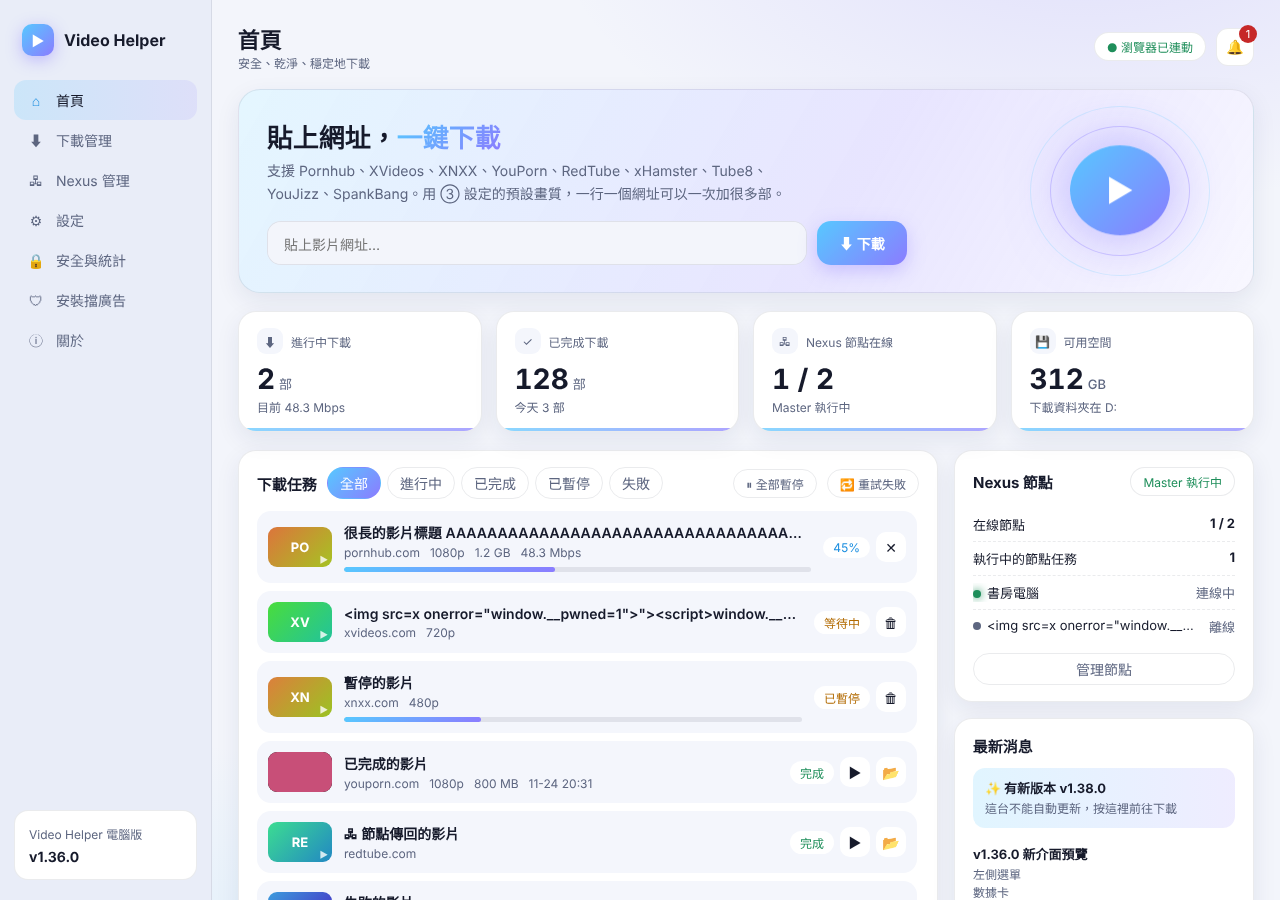 Video Helper
首頁
下載管理
Nexus 管理
設定
安全與統計
安裝擋廣告
關於
Video Helper 電腦版
v1.36.0
首頁
安全、乾淨、穩定地下載
瀏覽器已連動
1
貼上網址，一鍵下載
支援 Pornhub、XVideos、XNXX、YouPorn、RedTube、xHamster、Tube8、
YouJizz、SpankBang。用 ③ 設定的預設畫質，一行一個網址可以一次加很多部。
貼上影片網址...
⬇ 下載
進行中下載
2 部
目前 48.3 Mbps
已完成下載
128 部
今天 3 部
Nexus 節點在線
1 / 2
Master 執行中
可用空間
312 GB
下載資料夾在 D:
下載任務
全部
進行中
已完成
已暫停
失敗
全部暫停
重試失敗
PO
很長的影片標題 AAAAAAAAAAAAAAAAAAAAAAAAAAAAAAAAA...
pornhub.com 1080p 1.2 GB 48.3 Mbps
45%
XV
<img src=x onerror="window.__pwned=1">"><script>window.__...
xvideos.com 720p
等待中
XN
暫停的影片
xnxx.com 480p
已暫停
已完成的影片
youporn.com 1080p 800 MB 11-24 20:31
完成
RE
節點傳回的影片
redtube.com
完成
Nexus 節點
Master 執行中
在線節點
1 / 2
執行中的節點任務
1
書房電腦
連線中
<img src=x onerror="window.__...
離線
管理節點
最新消息
✨ 有新版本 v1.38.0
這台不能自動更新，按這裡前往下載
v1.36.0 新介面預覽
左側選單
數據卡